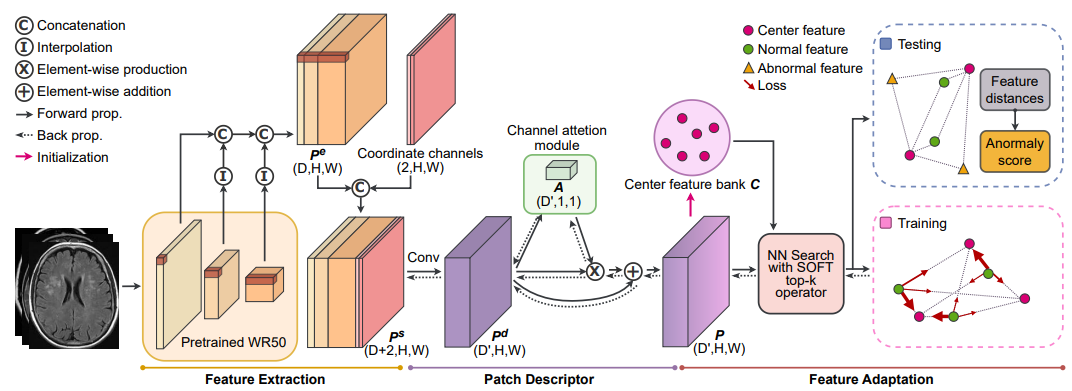 C Concatenation
I Interpolation
X Element-wise production
+ Element-wise addition
Forward prop.
Back prop.
Initialization
C C
I I
Pretrained WR50
P^e
(D,H,W)
Coordinate channels
(2,H,W)
C
P^s
(D+2,H,W)
Conv
P^d
(D',H,W)
Channel attetion
module
A
(D',1,1)
X +
Center feature bank C
P
(D',H,W)
NN Search
with SOFT
top-k
operator
Center feature
Normal feature
Abnormal feature
Loss
Testing
Feature
distances
Anormaly
score
Training
Feature Extraction
Patch Descriptor
Feature Adaptation